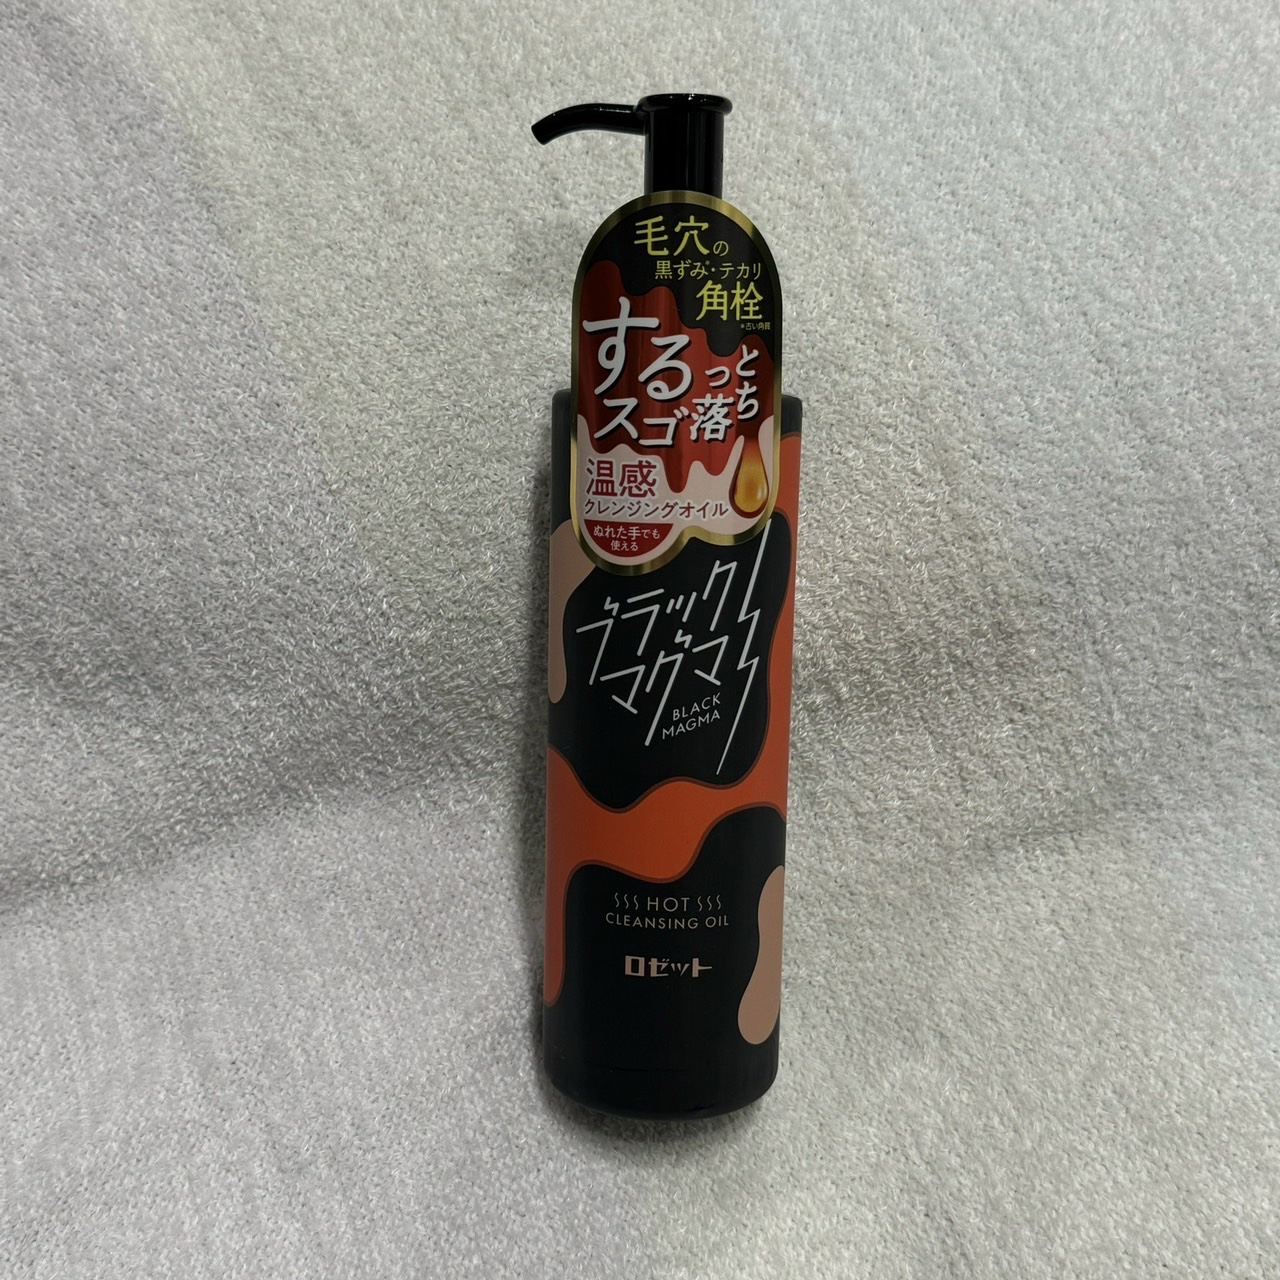 毛穴の
黒ずみ*・テカリ
角栓
*古い角質
するっと
スゴ落ち
温感
クレンジングオイル
ぬれた手でも
使える
ブラック
マグマ
BLACK
MAGMA
HOT
CLEANSING OIL
ロゼット